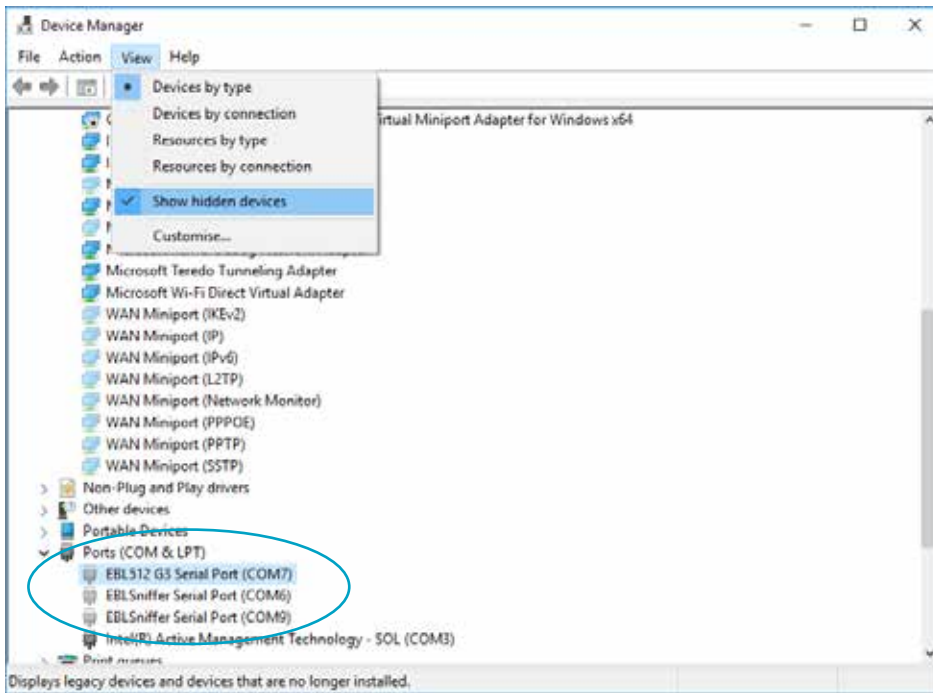 Device Manager
File Action View Help
Devices by type
Devices by connection
irtual Miniport Adapter for Windows x64
Resources by type
Resources by connection
Show hidden devices
Customise...
Microsoft Teredo Tunneling Adapter
Microsoft Wi-Fi Direct Virtual Adapter
WAN Miniport (IKEv2)
WAN Miniport (IP)
WAN Miniport (IPv6)
WAN Miniport (L2TP)
WAN Miniport (Network Monitor)
WAN Miniport (PPPOE)
WAN Miniport (PPTP)
WAN Miniport (SSTP)
Non-Plug and Play drivers
Other devices
Portable Devices
Ports (COM & LPT)
EBL512 G3 Serial Port (COM7)
EBLSniffer Serial Port (COM6)
EBLSniffer Serial Port (COM9)
Intel(R) Active Management Technology - SOL (COM3)
Print queues
Displays legacy devices and devices that are no longer installed.